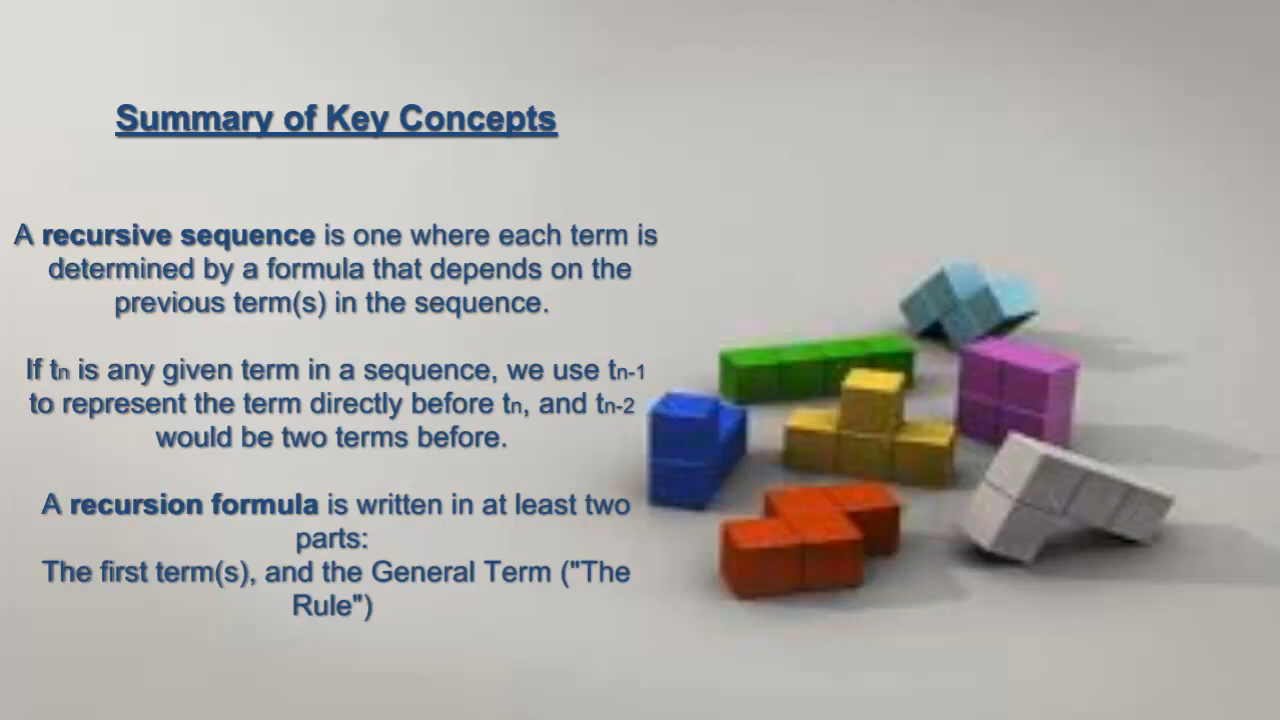 Summary of Key Concepts
A recursive sequence is one where each term is
determined by a formula that depends on the
previous term(s) in the sequence.
If tn is any given term in a sequence, we use tn-1
to represent the term directly before tn, and tn-2
would be two terms before.
A recursion formula is written in at least two
parts:
The first term(s), and the General Term ("The
Rule")